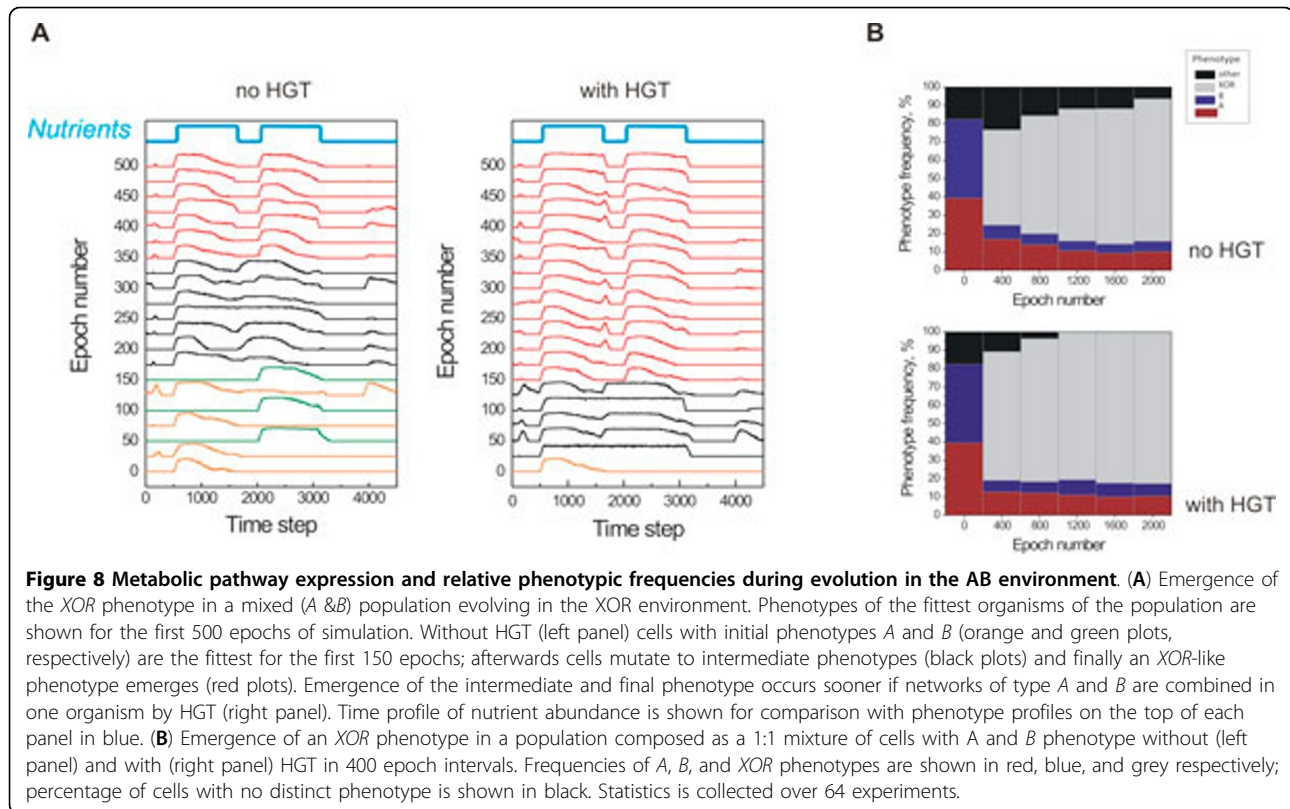 A
B
no HGT
with HGT
Nutrients
Epoch number
500
450
400
350
300
250
200
150
100
50
0
0 1000 2000 3000 4000
Time step
Epoch number
500
450
400
350
300
250
200
150
100
50
0
0 1000 2000 3000 4000
Time step
Phenotype
other
XOR
B
A
Phenotype frequency, %
100
90
80
70
60
50
40
30
20
10
0
0 400 800 1200 1600 2000
Epoch number
no HGT
Phenotype frequency, %
100
90
80
70
60
50
40
30
20
10
0
0 400 800 1200 1600 2000
Epoch number
with HGT
Figure 8 Metabolic pathway expression and relative phenotypic frequencies during evolution in the AB environment. (A) Emergence of
the XOR phenotype in a mixed (A &B) population evolving in the XOR environment. Phenotypes of the fittest organisms of the population are
shown for the first 500 epochs of simulation. Without HGT (left panel) cells with initial phenotypes A and B (orange and green plots,
respectively) are the fittest for the first 150 epochs; afterwards cells mutate to intermediate phenotypes (black plots) and finally an XOR-like
phenotype emerges (red plots). Emergence of the intermediate and final phenotype occurs sooner if networks of type A and B are combined in
one organism by HGT (right panel). Time profile of nutrient abundance is shown for comparison with phenotype profiles on the top of each
panel in blue. (B) Emergence of an XOR phenotype in a population composed as a 1:1 mixture of cells with A and B phenotype without (left
panel) and with (right panel) HGT in 400 epoch intervals. Frequencies of A, B, and XOR phenotypes are shown in red, blue, and grey respectively;
percentage of cells with no distinct phenotype is shown in black. Statistics is collected over 64 experiments.